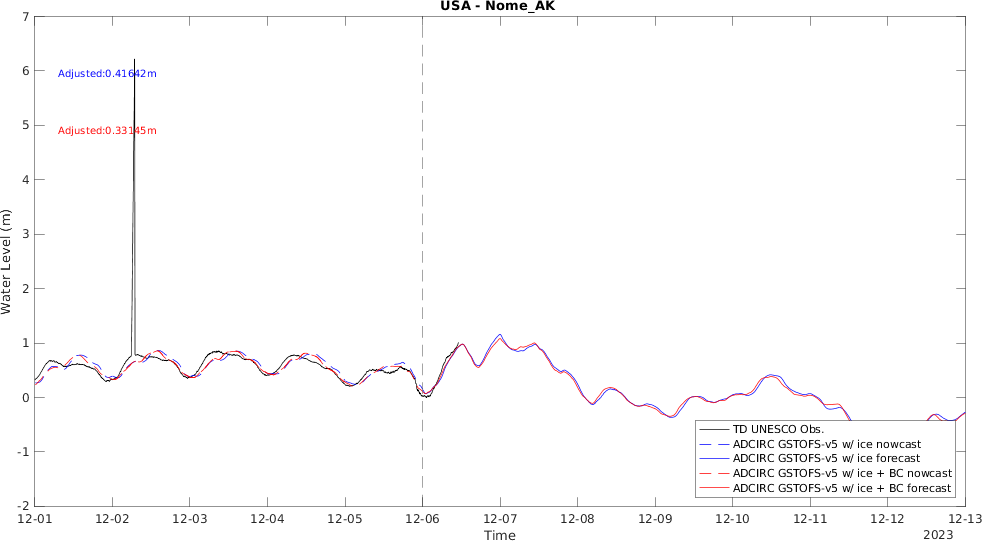 USA - Nome_AK
7
6
5
4
3
2
1
0
-1
-2
Water Level (m)
Adjusted:0.41642m
Adjusted:0.33145m
TD UNESCO Obs.
ADCIRC GSTOFS-v5 w/ ice nowcast
ADCIRC GSTOFS-v5 w/ ice forecast
ADCIRC GSTOFS-v5 w/ ice + BC nowcast
ADCIRC GSTOFS-v5 w/ ice + BC forecast
12-01 12-02 12-03 12-04 12-05 12-06 12-07 12-08 12-09 12-10 12-11 12-12 12-13
Time
2023